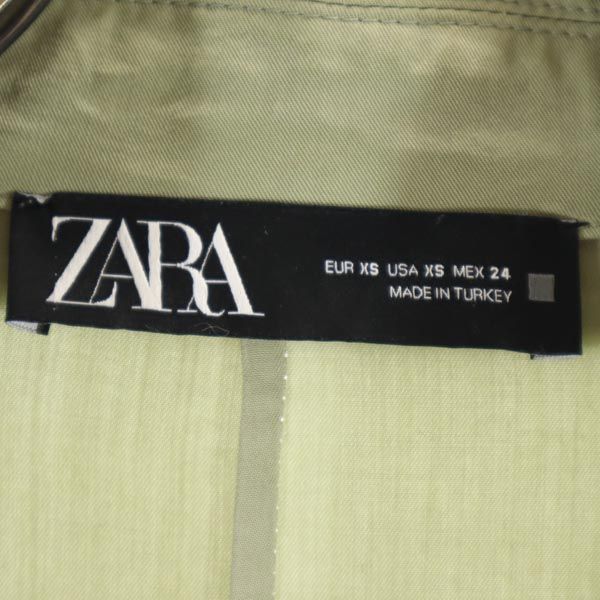 ZARA
EUR XS USA XS MEX 24
MADE IN TURKEY